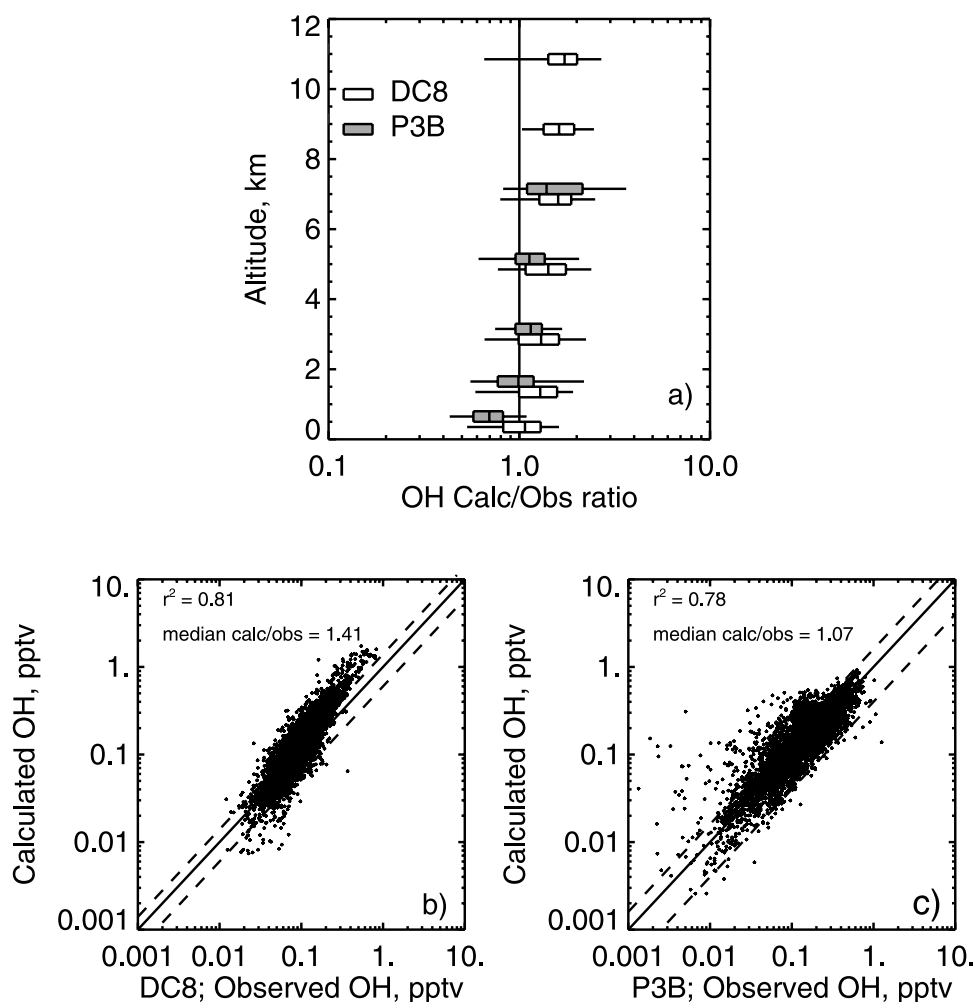 12
10
8
6
4
2
0
Altitude, km
DC8
P3B
a)
0.1 1.0 10.0
OH Calc/Obs ratio
10.
1.
0.1
0.01
0.001
Calculated OH, pptv
r² = 0.81
median calc/obs = 1.41
b)
0.001 0.01 0.1 1. 10.
DC8; Observed OH, pptv
10.
1.
0.1
0.01
0.001
Calculated OH, pptv
r² = 0.78
median calc/obs = 1.07
c)
0.001 0.01 0.1 1. 10.
P3B; Observed OH, pptv